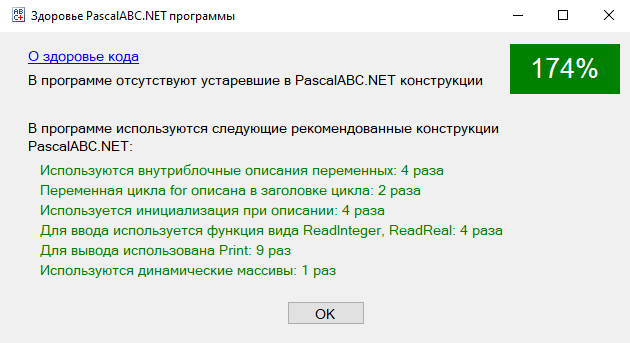 Здоровье PascalABC.NET программы
О здоровье кода
174%
В программе отсутствуют устаревшие в PascalABC.NET конструкции
В программе используются следующие рекомендованные конструкции
PascalABC.NET:
Используются внутриблочные описания переменных: 4 раза
Переменная цикла for описана в заголовке цикла: 2 раза
Используется инициализация при описании: 4 раза
Для ввода используется функция вида ReadInteger, ReadReal: 4 раза
Для вывода использована Print: 9 раз
Используются динамические массивы: 1 раз
OK